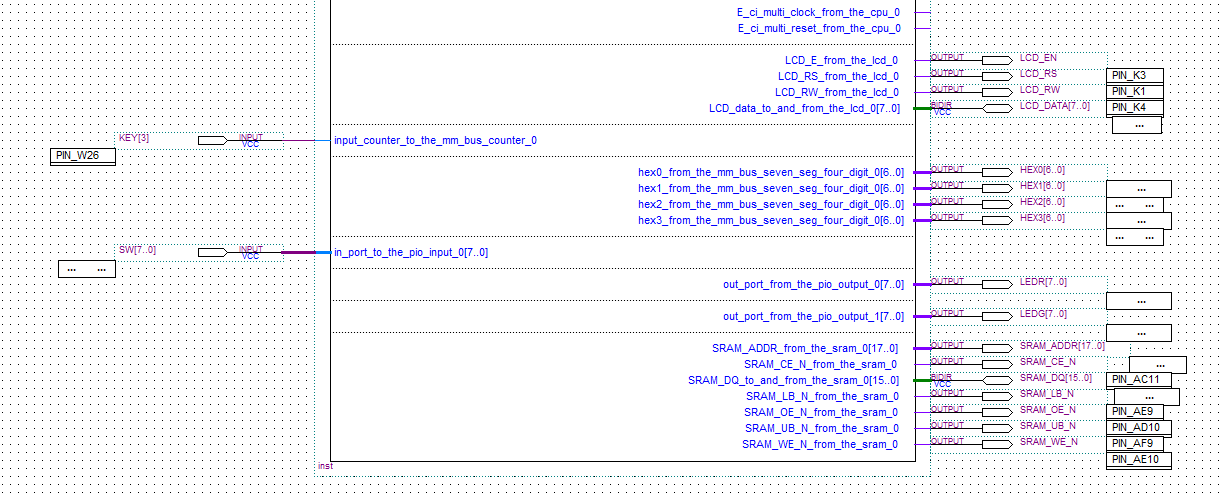 E_ci_multi_clock_from_the_cpu_0
E_ci_multi_reset_from_the_cpu_0
LCD_E_from_the_lcd_0 OUTPUT LCD_EN
LCD_RS_from_the_lcd_0 OUTPUT LCD_RS PIN_K3
LCD_RW_from_the_lcd_0 OUTPUT LCD_RW PIN_K1
LCD_data_to_and_from_the_lcd_0[7..0] BIDIR VCC LCD_DATA[7..0] PIN_K4
...
KEY[3] INPUT VCC input_counter_to_the_mm_bus_counter_0
PIN_W26
hex0_from_the_mm_bus_seven_seg_four_digit_0[6..0] OUTPUT HEX0[6..0]
hex1_from_the_mm_bus_seven_seg_four_digit_0[6..0] OUTPUT HEX1[6..0] ...
hex2_from_the_mm_bus_seven_seg_four_digit_0[6..0] OUTPUT HEX2[6..0] ... ...
hex3_from_the_mm_bus_seven_seg_four_digit_0[6..0] OUTPUT HEX3[6..0] ...
... ...
SW[7..0] INPUT VCC in_port_to_the_pio_input_0[7..0]
... ...
out_port_from_the_pio_output_0[7..0] OUTPUT LEDR[7..0]
...
out_port_from_the_pio_output_1[7..0] OUTPUT LEDG[7..0]
...
SRAM_ADDR_from_the_sram_0[17..0] OUTPUT SRAM_ADDR[17..0]
SRAM_CE_N_from_the_sram_0 OUTPUT SRAM_CE_N ...
SRAM_DQ_to_and_from_the_sram_0[15..0] BIDIR VCC SRAM_DQ[15..0] PIN_AC11
SRAM_LB_N_from_the_sram_0 OUTPUT SRAM_LB_N ...
SRAM_OE_N_from_the_sram_0 OUTPUT SRAM_OE_N PIN_AE9
SRAM_UB_N_from_the_sram_0 OUTPUT SRAM_UB_N PIN_AD10
SRAM_WE_N_from_the_sram_0 OUTPUT SRAM_WE_N PIN_AF9
PIN_AE10
inst